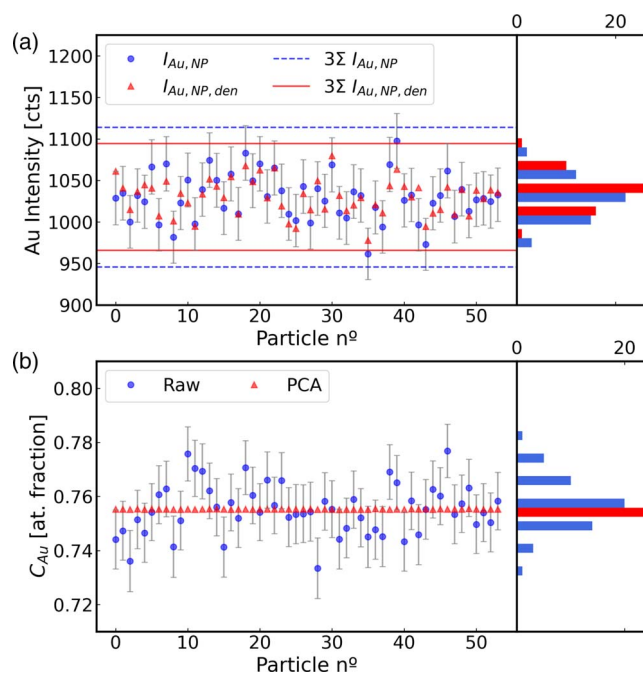 0 20
(a)
1200
1150
1100
1050
1000
950
900
Au Intensity [cts]
I_{Au, NP} 3Σ I_{Au, NP}
I_{Au, NP, den} 3Σ I_{Au, NP, den}
0 10 20 30 40 50
Particle nº
0 20
(b)
0.80
0.78
0.76
0.74
0.72
C_{Au} [at. fraction]
Raw PCA
0 10 20 30 40 50
Particle nº